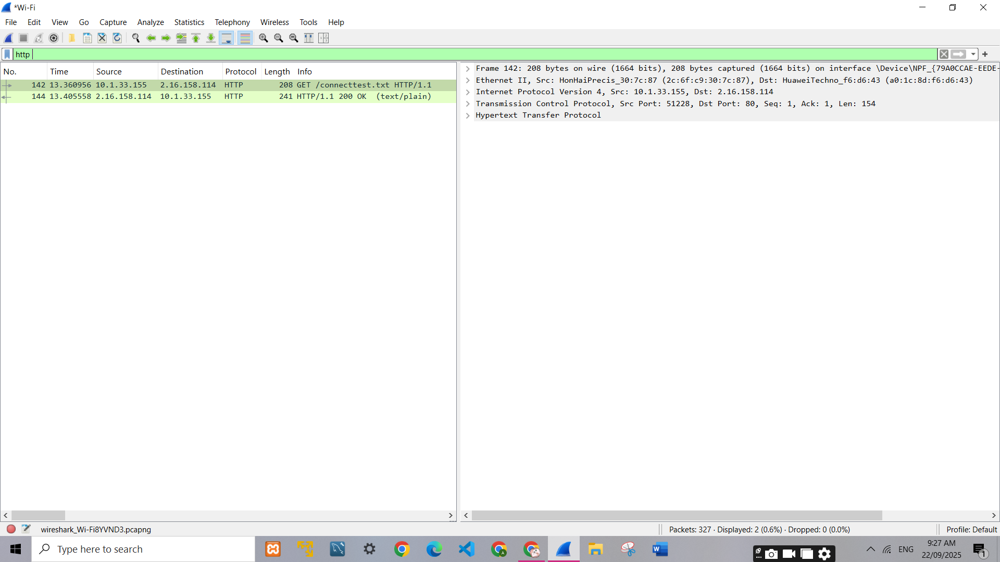 *Wi-Fi
File Edit View Go Capture Analyze Statistics Telephony Wireless Tools Help
http
No. Time Source Destination Protocol Length Info
142 13.360956 10.1.33.155 2.16.158.114 HTTP 208 GET /connecttest.txt HTTP/1.1
144 13.405558 2.16.158.114 10.1.33.155 HTTP 241 HTTP/1.1 200 OK (text/plain)
Frame 142: 208 bytes on wire (1664 bits), 208 bytes captured (1664 bits) on interface \Device\NPF_{79A0CCAE-EEDE-
Ethernet II, Src: HonHaiPrecis_30:7c:87 (2c:6f:c9:30:7c:87), Dst: HuaweiTechno_f6:d6:43 (a0:1c:8d:f6:d6:43)
Internet Protocol Version 4, Src: 10.1.33.155, Dst: 2.16.158.114
Transmission Control Protocol, Src Port: 51228, Dst Port: 80, Seq: 1, Ack: 1, Len: 154
Hypertext Transfer Protocol
wireshark_Wi-Fi8YVND3.pcapng
Packets: 327 · Displayed: 2 (0.6%) · Dropped: 0 (0.0%)
Profile: Default
Type here to search
ENG
9:27 AM
22/09/2025
1